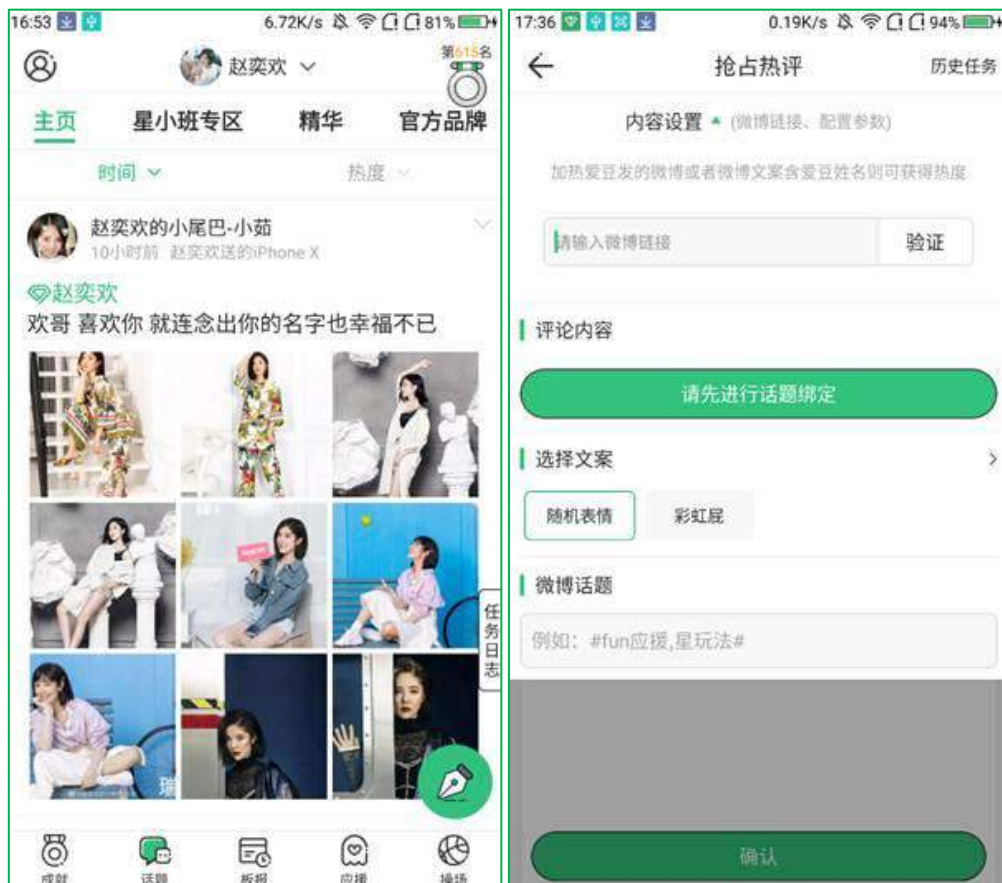 16:53 6.72K/s 81%
赵奕欢 第615名
主页 星小班专区 精华 官方品牌
时间 热度
赵奕欢的小尾巴-小茹
10小时前 赵奕欢送的iPhone X
赵奕欢
欢哥 喜欢你 就连念出你的名字也幸福不已
任务日志
成就 话题 板报 应援 操场
17:36 0.19K/s 94%
抢占热评 历史任务
内容设置 (微博链接、配置参数)
加热爱豆发的微博或者微博文案含爱豆姓名则可获得热度
请输入微博链接 验证
评论内容
请先进行话题绑定
选择文案
随机表情 彩虹屁
微博话题
例如：#fun应援,星玩法#
确认